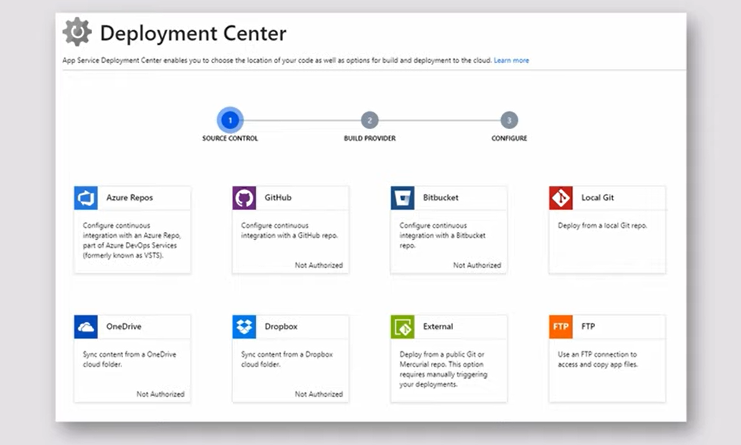 Deployment Center
App Service Deployment Center enables you to choose the location of your code as well as options for build and deployment to the cloud. Learn more
1
2
3
SOURCE CONTROL
BUILD PROVIDER
CONFIGURE
Azure Repos
Configure continuous
integration with an Azure Repo,
part of Azure DevOps Services
(formerly known as VSTS).
GitHub
Configure continuous
integration with a GitHub repo.
Not Authorized
Bitbucket
Configure continuous
integration with a Bitbucket
repo.
Not Authorized
Local Git
Deploy from a local Git repo.
OneDrive
Sync content from a OneDrive
cloud folder.
Not Authorized
Dropbox
Sync content from a Dropbox
cloud folder.
Not Authorized
External
Deploy from a public Git or
Mercurial repo. This option
requires manually triggering
your deployments.
FTP
FTP
Use an FTP connection to
access and copy app files.